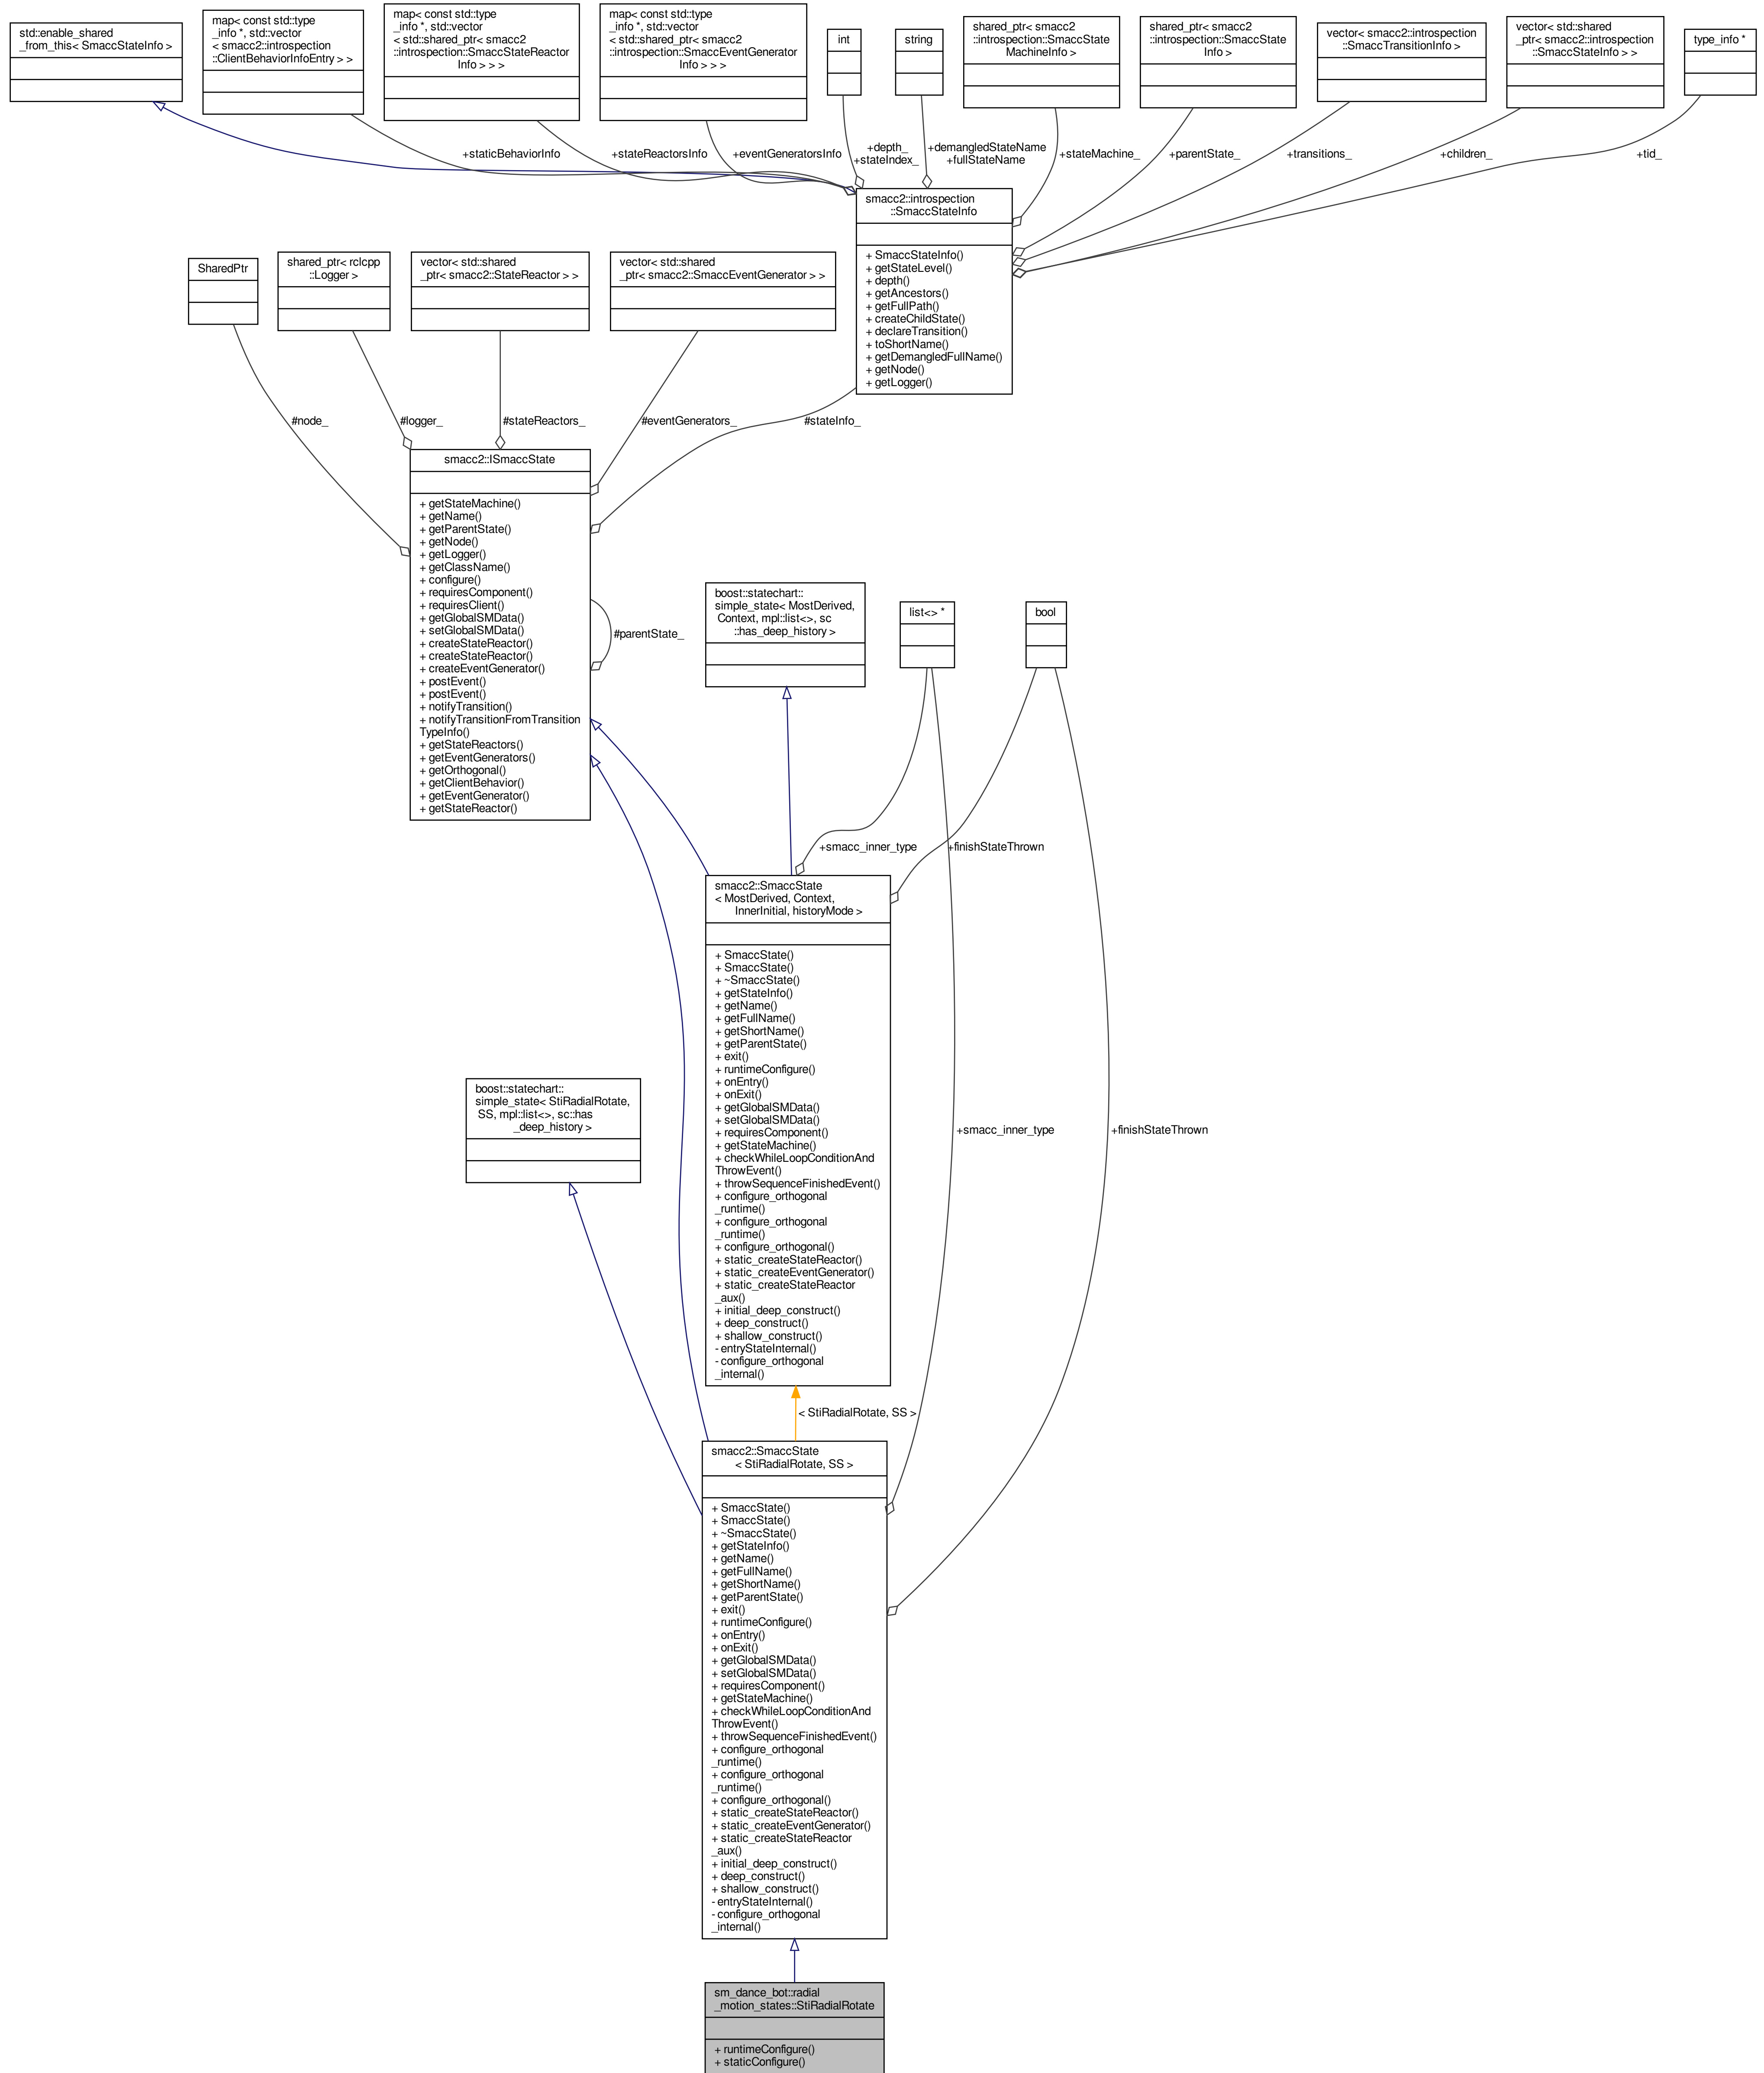 std::enable_shared
_from_this< SmaccStateInfo >
map< const std::type
_info *, std::vector
< smacc2::introspection
::ClientBehaviorInfoEntry > >
map< const std::type
_info *, std::vector
< std::shared_ptr< smacc2
::introspection::SmaccStateReactor
Info > > >
map< const std::type
_info *, std::vector
< std::shared_ptr< smacc2
::introspection::SmaccEventGenerator
Info > > >
int
string
shared_ptr< smacc2
::introspection::SmaccState
MachineInfo >
shared_ptr< smacc2
::introspection::SmaccState
Info >
vector< smacc2::introspection
::SmaccTransitionInfo >
vector< std::shared
_ptr< smacc2::introspection
::SmaccStateInfo > >
type_info *
+staticBehaviorInfo
+stateReactorsInfo
+eventGeneratorsInfo
+depth_
+stateIndex_
+demangledStateName
+fullStateName
+stateMachine_
+parentState_
+transitions_
+children_
+tid_
smacc2::introspection
::SmaccStateInfo
+ SmaccStateInfo()
+ getStateLevel()
+ depth()
+ getAncestors()
+ getFullPath()
+ createChildState()
+ declareTransition()
+ toShortName()
+ getDemangledFullName()
+ getNode()
+ getLogger()
SharedPtr
shared_ptr< rclcpp
::Logger >
vector< std::shared
_ptr< smacc2::StateReactor > >
vector< std::shared
_ptr< smacc2::SmaccEventGenerator > >
#node_
#logger_
#stateReactors_
#eventGenerators_
#stateInfo_
smacc2::ISmaccState
+ getStateMachine()
+ getName()
+ getParentState()
+ getNode()
+ getLogger()
+ getClassName()
+ configure()
+ requiresComponent()
+ requiresClient()
+ getGlobalSMData()
+ setGlobalSMData()
+ createStateReactor()
+ createStateReactor()
+ createEventGenerator()
+ postEvent()
+ postEvent()
+ notifyTransition()
+ notifyTransitionFromTransition
TypeInfo()
+ getStateReactors()
+ getEventGenerators()
+ getOrthogonal()
+ getClientBehavior()
+ getEventGenerator()
+ getStateReactor()
#parentState_
boost::statechart::
simple_state< MostDerived,
Context, mpl::list<>, sc
::has_deep_history >
list<> *
bool
+smacc_inner_type
+finishStateThrown
smacc2::SmaccState
< MostDerived, Context,
InnerInitial, historyMode >
+ SmaccState()
+ SmaccState()
+ ~SmaccState()
+ getStateInfo()
+ getName()
+ getFullName()
+ getShortName()
+ getParentState()
+ exit()
+ runtimeConfigure()
+ onEntry()
+ onExit()
+ getGlobalSMData()
+ setGlobalSMData()
+ requiresComponent()
+ getStateMachine()
+ checkWhileLoopConditionAnd
ThrowEvent()
+ throwSequenceFinishedEvent()
+ configure_orthogonal
_runtime()
+ configure_orthogonal
_runtime()
+ configure_orthogonal()
+ static_createStateReactor()
+ static_createEventGenerator()
+ static_createStateReactor
_aux()
+ initial_deep_construct()
+ deep_construct()
+ shallow_construct()
- entryStateInternal()
- configure_orthogonal
_internal()
boost::statechart::
simple_state< StiRadialRotate,
SS, mpl::list<>, sc::has
_deep_history >
+smacc_inner_type
+finishStateThrown
< StiRadialRotate, SS >
smacc2::SmaccState
< StiRadialRotate, SS >
+ SmaccState()
+ SmaccState()
+ ~SmaccState()
+ getStateInfo()
+ getName()
+ getFullName()
+ getShortName()
+ getParentState()
+ exit()
+ runtimeConfigure()
+ onEntry()
+ onExit()
+ getGlobalSMData()
+ setGlobalSMData()
+ requiresComponent()
+ getStateMachine()
+ checkWhileLoopConditionAnd
ThrowEvent()
+ throwSequenceFinishedEvent()
+ configure_orthogonal
_runtime()
+ configure_orthogonal
_runtime()
+ configure_orthogonal()
+ static_createStateReactor()
+ static_createEventGenerator()
+ static_createStateReactor
_aux()
+ initial_deep_construct()
+ deep_construct()
+ shallow_construct()
- entryStateInternal()
- configure_orthogonal
_internal()
sm_dance_bot::radial
_motion_states::StiRadialRotate
+ runtimeConfigure()
+ staticConfigure()